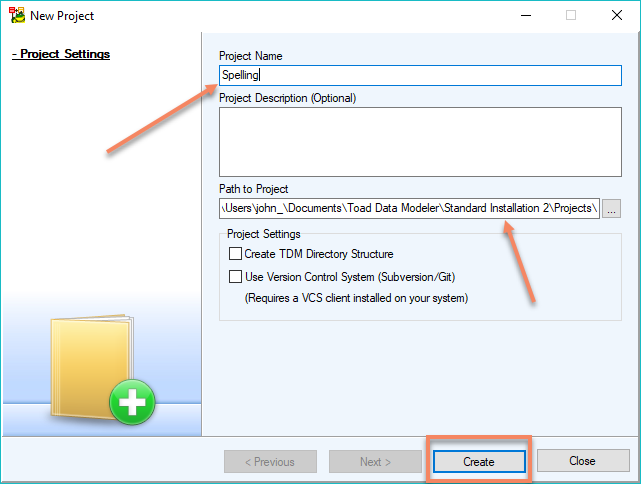 New Project
- Project Settings
Project Name
Spelling
Project Description (Optional)
Path to Project
\Users\john_\Documents\Toad Data Modeler\Standard Installation 2\Projects\
...
Project Settings
Create TDM Directory Structure
Use Version Control System (Subversion/Git)
(Requires a VCS client installed on your system)
< Previous
Next >
Create
Close